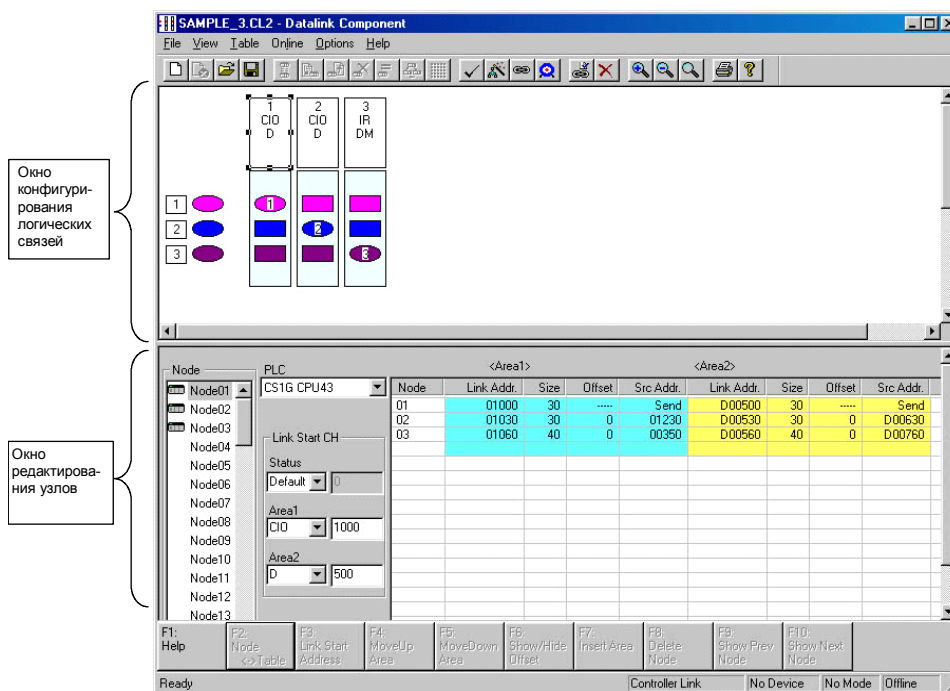 SAMPLE_3.CL2 - Datalink Component
File View Table Online Options Help
1 2 3
CIO CIO IR
D D DM
Окно
конфигури-
рования
логических
связей
1 1
2 2
3 3
Node
Node01
Node02
Node03
Node04
Node05
Node06
Node07
Node08
Node09
Node10
Node11
Node12
Node13
PLC
CS1G CPU43
Link Start CH
Status
Default 0
Area1
CIO 1000
Area2
D 500
<Area1> <Area2>
Node Link Addr. Size Offset Src Addr. Link Addr. Size Offset Src Addr.
01 01000 30 ----- Send D00500 30 ----- Send
02 01030 30 0 01230 D00530 30 0 D00630
03 01060 40 0 00350 D00560 40 0 D00760
Окно
редактирова-
ния узлов
F1:
Help
F2:
Node
<->Table
F3:
Link Start
Address
F4:
MoveUp
Area
F5:
MoveDown
Area
F6:
Show/Hide
Offset
F7:
Insert Area
F8:
Delete
Node
F9:
Show Prev
Node
F10:
Show Next
Node
Ready Controller Link No Device No Mode Offline